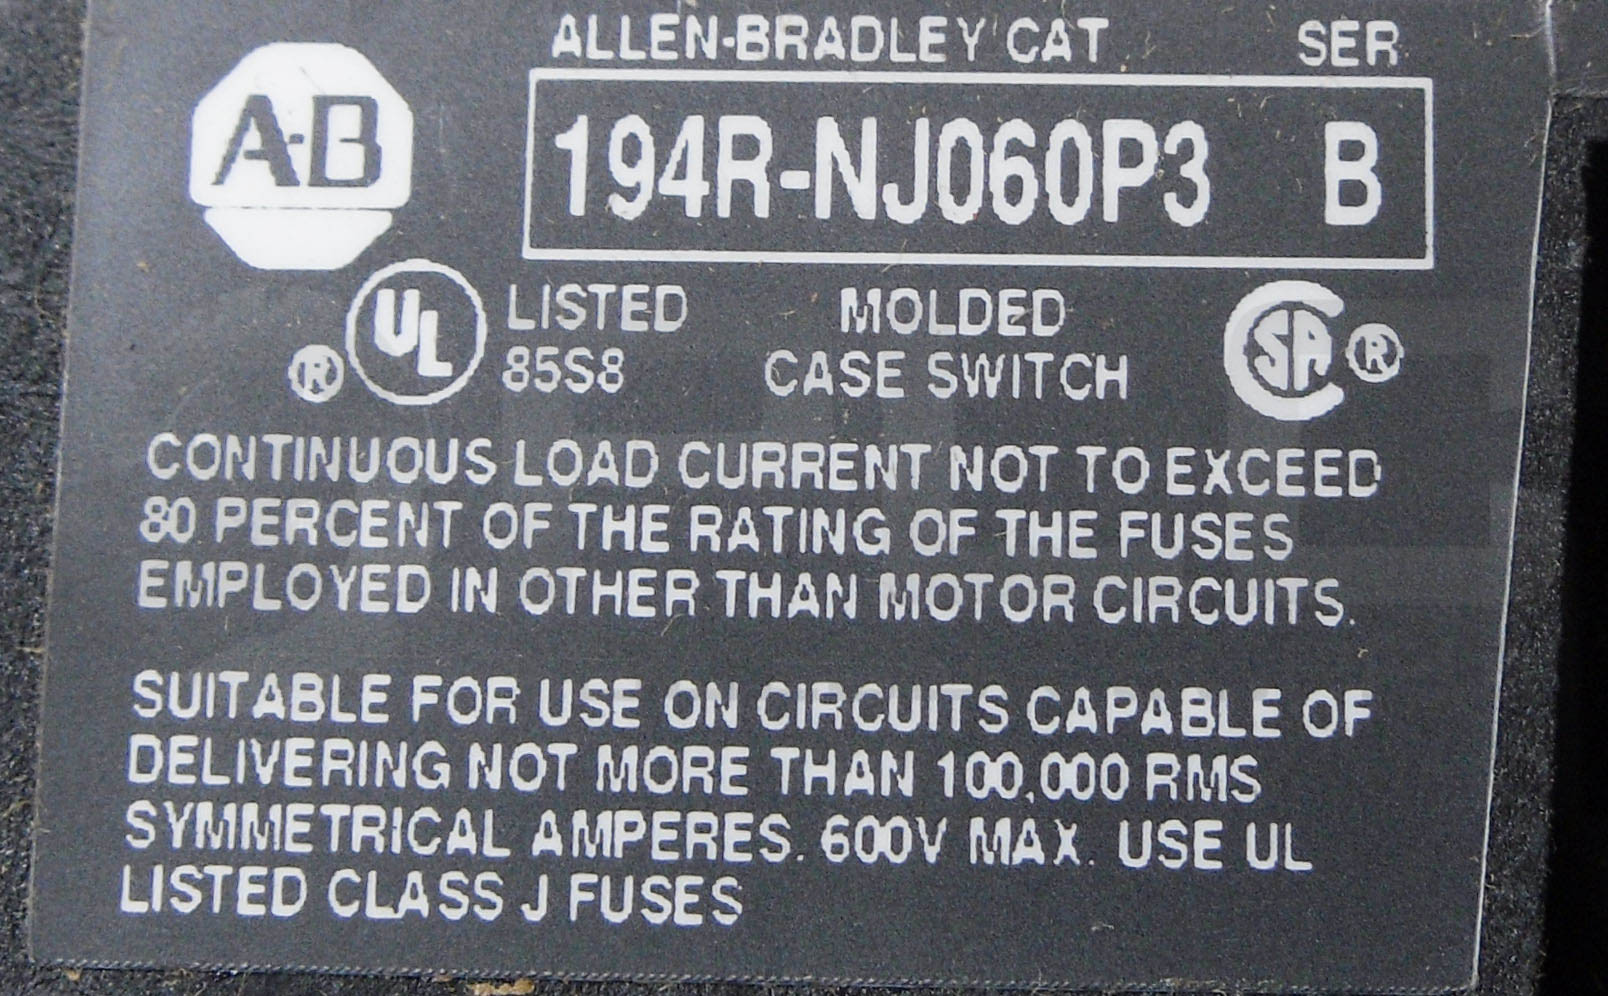 ALLEN-BRADLEY CAT SER
A-B
194R-NJ060P3 B
UL LISTED MOLDED SA ®
® 85S8 CASE SWITCH
CONTINUOUS LOAD CURRENT NOT TO EXCEED
80 PERCENT OF THE RATING OF THE FUSES
EMPLOYED IN OTHER THAN MOTOR CIRCUITS.
SUITABLE FOR USE ON CIRCUITS CAPABLE OF
DELIVERING NOT MORE THAN 100,000 RMS
SYMMETRICAL AMPERES. 600V MAX. USE UL
LISTED CLASS J FUSES